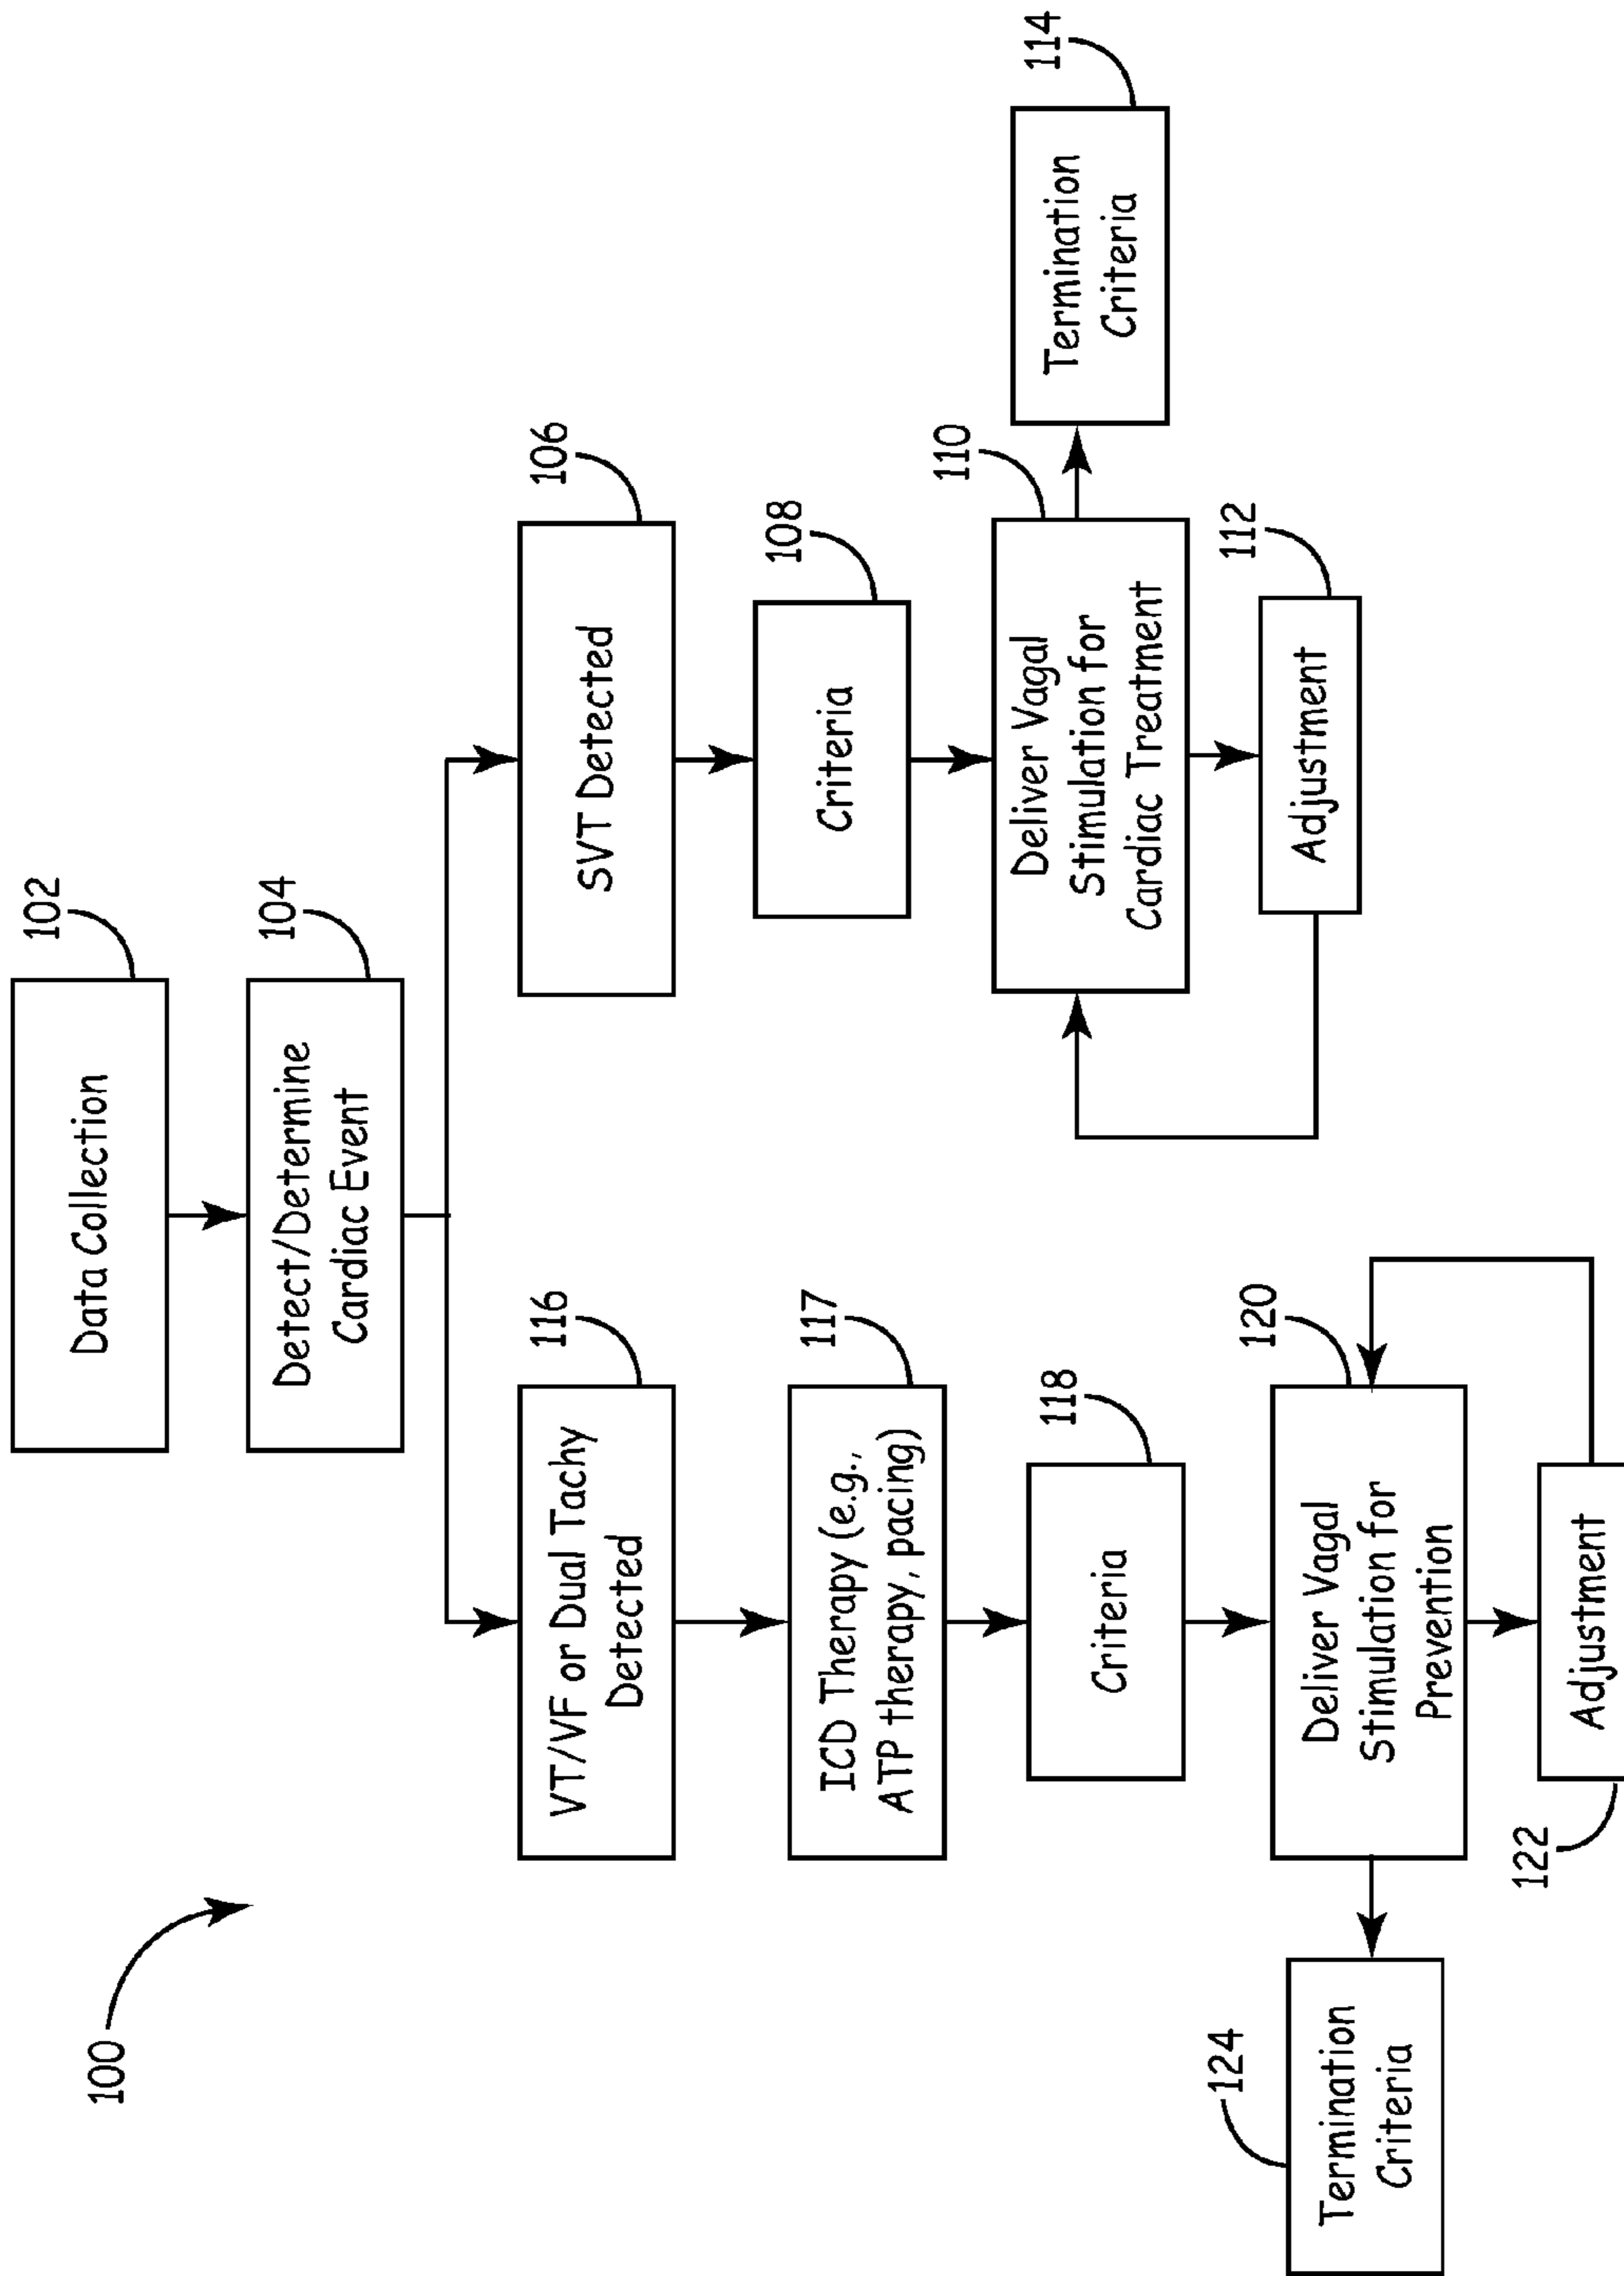 100
Data Collection
102
Detect/Determine
Cardiac Event
104
VT/VF or Dual Tachy
Detected
116
SVT Detected
106
ICD Therapy (e.g.,
ATP therapy, pacing)
117
Criteria
108
Criteria
118
Deliver Vagal
Stimulation for
Cardiac Treatment
110
Termination
Criteria
114
Adjustment
112
Deliver Vagal
Stimulation for
Prevention
120
Termination
Criteria
124
Adjustment
122